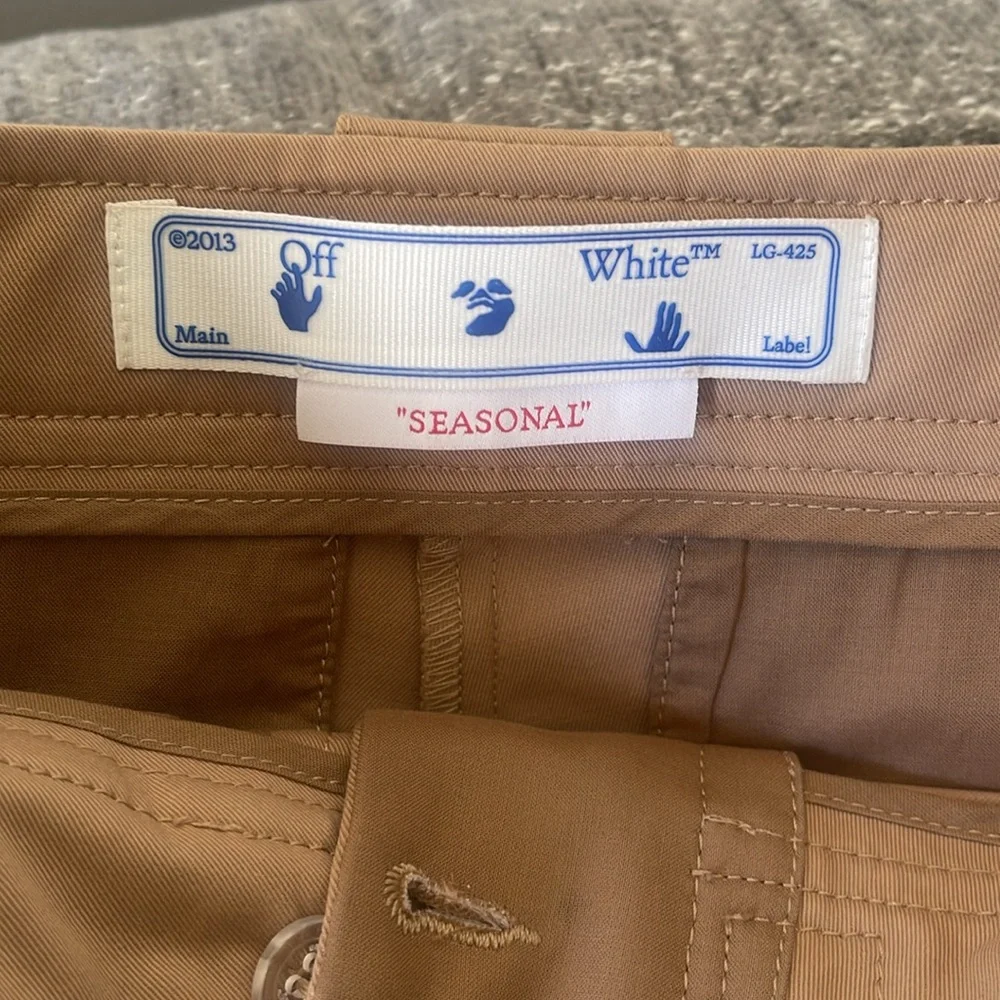 ©2013 Off White™ LG-425
Main Label
"SEASONAL"